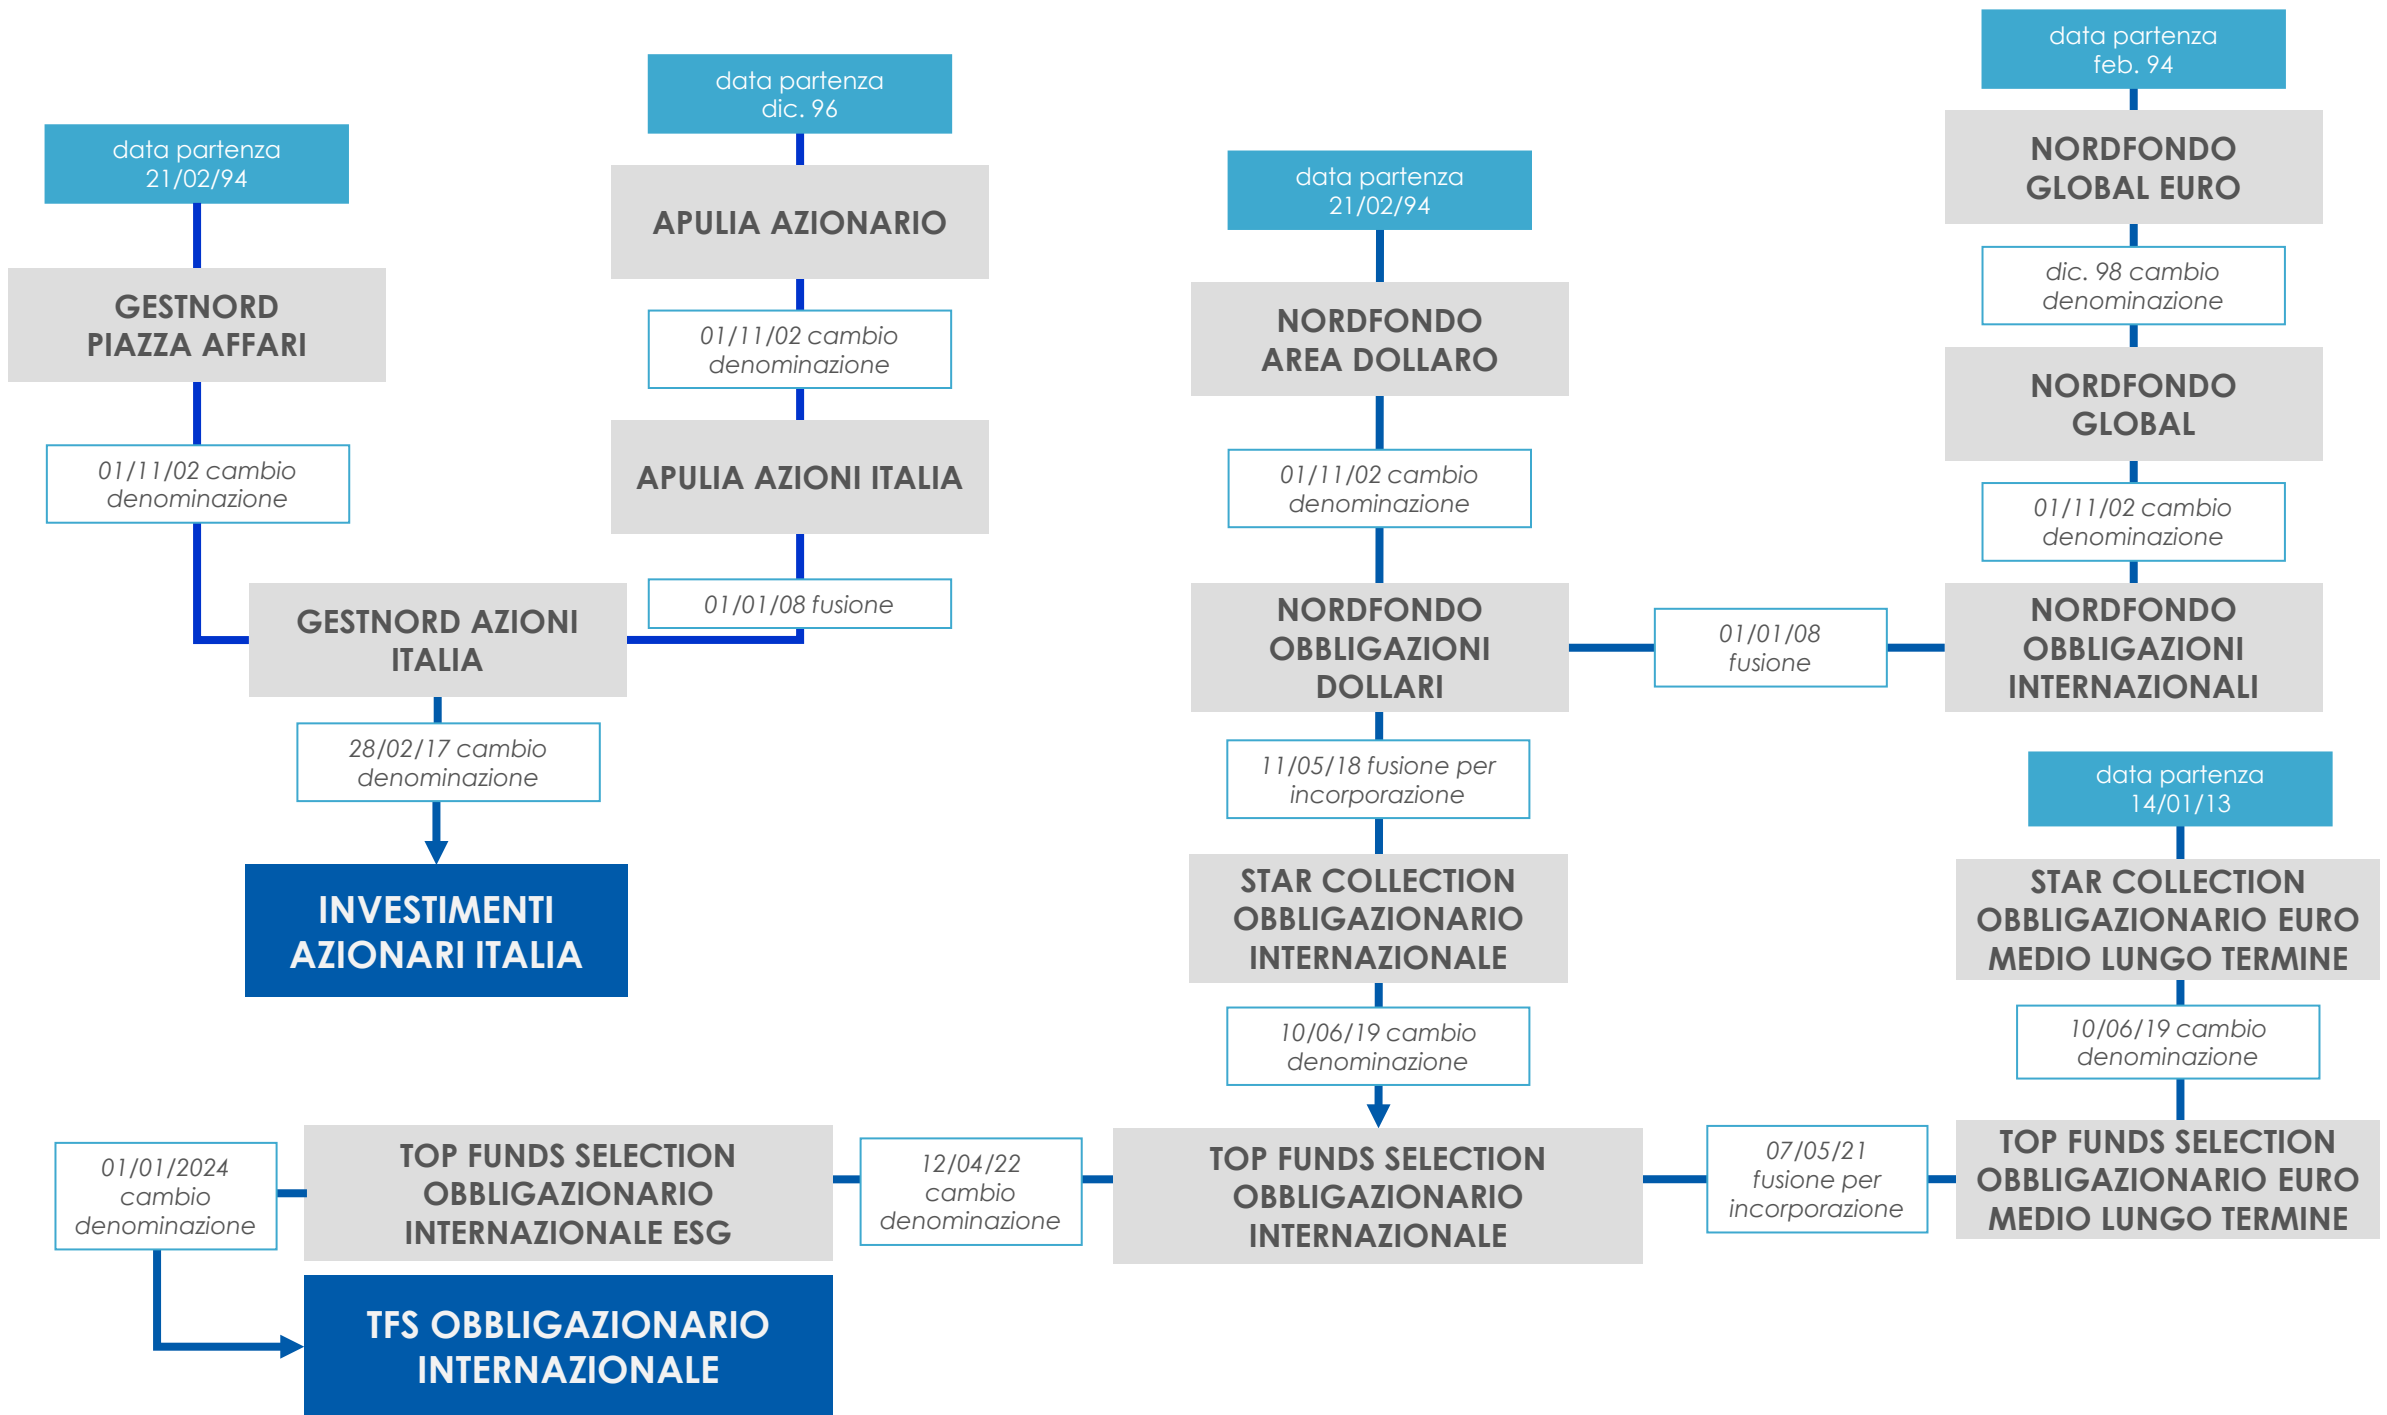 data partenza
21/02/94
GESTNORD
PIAZZA AFFARI
01/11/02 cambio
denominazione
data partenza
dic. 96
APULIA AZIONARIO
01/11/02 cambio
denominazione
APULIA AZIONI ITALIA
01/01/08 fusione
GESTNORD AZIONI
ITALIA
28/02/17 cambio
denominazione
INVESTIMENTI
AZIONARI ITALIA
data partenza
21/02/94
NORDFONDO
AREA DOLLARO
01/11/02 cambio
denominazione
NORDFONDO
OBBLIGAZIONI
DOLLARI
01/01/08
fusione
data partenza
feb. 94
NORDFONDO
GLOBAL EURO
dic. 98 cambio
denominazione
NORDFONDO
GLOBAL
01/11/02 cambio
denominazione
NORDFONDO
OBBLIGAZIONI
INTERNAZIONALI
11/05/18 fusione per
incorporazione
STAR COLLECTION
OBBLIGAZIONARIO
INTERNAZIONALE
10/06/19 cambio
denominazione
data partenza
14/01/13
STAR COLLECTION
OBBLIGAZIONARIO EURO
MEDIO LUNGO TERMINE
10/06/19 cambio
denominazione
TOP FUNDS SELECTION
OBBLIGAZIONARIO EURO
MEDIO LUNGO TERMINE
07/05/21
fusione per
incorporazione
TOP FUNDS SELECTION
OBBLIGAZIONARIO
INTERNAZIONALE
12/04/22
cambio
denominazione
TOP FUNDS SELECTION
OBBLIGAZIONARIO
INTERNAZIONALE ESG
01/01/2024
cambio
denominazione
TFS OBBLIGAZIONARIO
INTERNAZIONALE